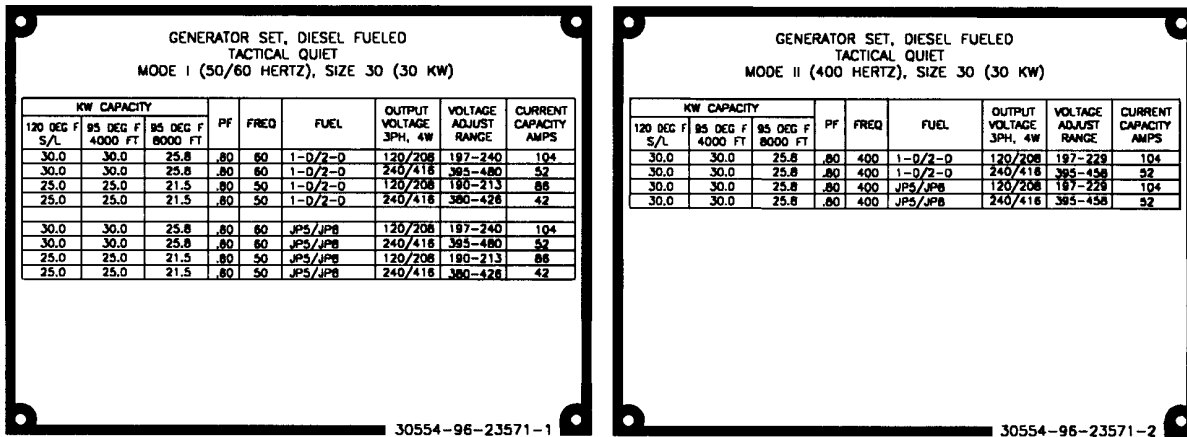 GENERATOR SET, DIESEL FUELED
TACTICAL QUIET
MODE I (50/60 HERTZ), SIZE 30 (30 KW)
KW CAPACITY PF FREQ FUEL OUTPUT VOLTAGE 3PH, 4W VOLTAGE ADJUST RANGE CURRENT CAPACITY AMPS
120 DEG F S/L 95 DEG F 4000 FT 95 DEG F 8000 FT
30.0 30.0 25.8 .80 60 1-D/2-D 120/208 197-240 104
30.0 30.0 25.8 .80 60 1-D/2-D 240/416 395-480 52
25.0 25.0 21.5 .80 50 1-D/2-D 120/208 190-213 86
25.0 25.0 21.5 .80 50 1-D/2-D 240/416 380-426 42
30.0 30.0 25.8 .80 60 JP5/JP8 120/208 197-240 104
30.0 30.0 25.8 .80 60 JP5/JP8 240/416 395-480 52
25.0 25.0 21.5 .80 50 JP5/JP8 120/208 190-213 86
25.0 25.0 21.5 .80 50 JP5/JP8 240/416 380-426 42
30554-96-23571-1
GENERATOR SET, DIESEL FUELED
TACTICAL QUIET
MODE II (400 HERTZ), SIZE 30 (30 KW)
KW CAPACITY PF FREQ FUEL OUTPUT VOLTAGE 3PH, 4W VOLTAGE ADJUST RANGE CURRENT CAPACITY AMPS
120 DEG F S/L 95 DEG F 4000 FT 95 DEG F 8000 FT
30.0 30.0 25.8 .80 400 1-D/2-D 120/208 197-229 104
30.0 30.0 25.8 .80 400 1-D/2-D 240/416 395-458 52
30.0 30.0 25.8 .80 400 JP5/JP8 120/208 197-229 104
30.0 30.0 25.8 .80 400 JP5/JP8 240/416 395-458 52
30554-96-23571-2